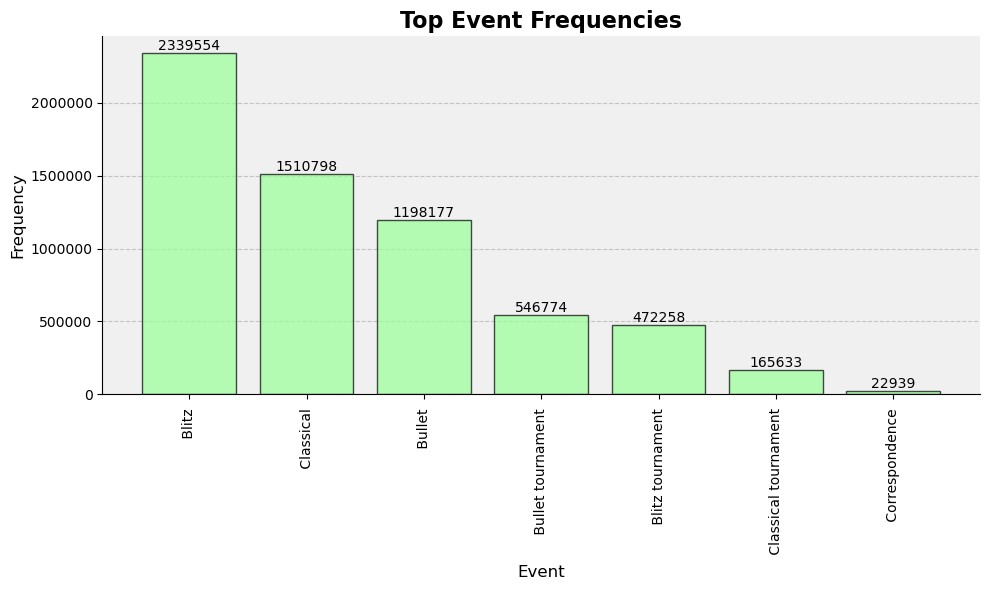 Top Event Frequencies
2339554
1510798
1198177
546774
472258
165633
22939
2000000
1500000
1000000
500000
0
Frequency
Blitz
Classical
Bullet
Bullet tournament
Blitz tournament
Classical tournament
Correspondence
Event